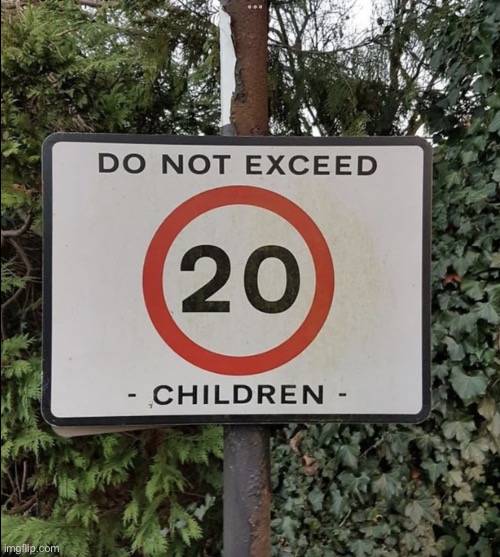 DO NOT EXCEED
20
- CHILDREN -
imgflip.com